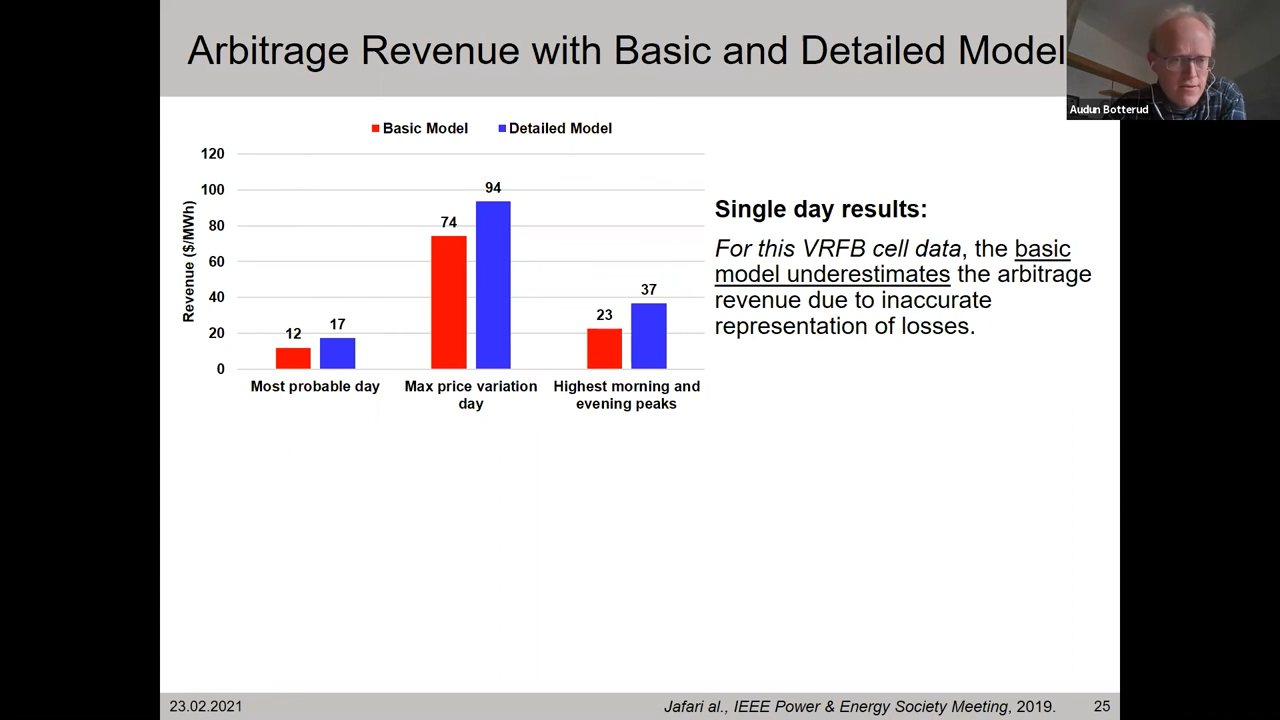 Arbitrage Revenue with Basic and Detailed Model
Audun Botterud
Basic Model
Detailed Model
Revenue ($/MWh)
120
100
80
60
40
20
0
12
17
74
94
23
37
Most probable day
Max price variation
day
Highest morning and
evening peaks
Single day results:
For this VRFB cell data, the basic
model underestimates the arbitrage
revenue due to inaccurate
representation of losses.
23.02.2021
Jafari al., IEEE Power & Energy Society Meeting, 2019.
25